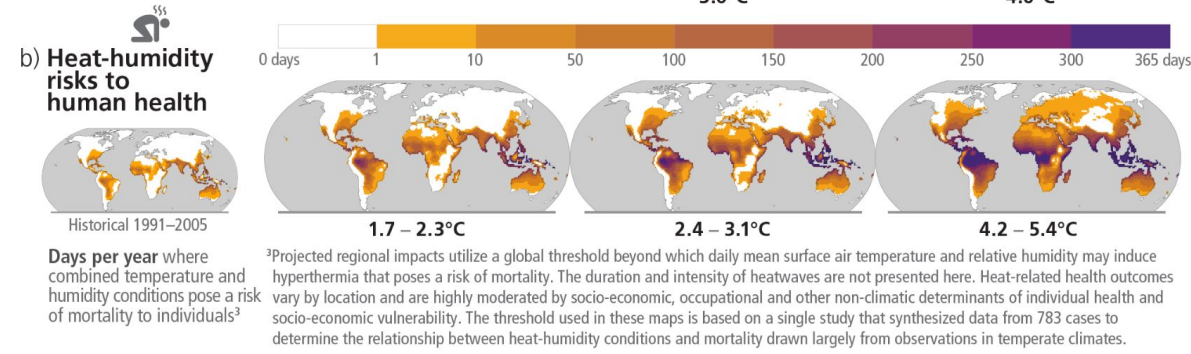 b) Heat-humidity
risks to
human health
0 days 1 10 50 100 150 200 250 300 365 days
Historical 1991–2005
1.7 – 2.3°C 2.4 – 3.1°C 4.2 – 5.4°C
Days per year where
combined temperature and
humidity conditions pose a risk
of mortality to individuals³
³Projected regional impacts utilize a global threshold beyond which daily mean surface air temperature and relative humidity may induce
hyperthermia that poses a risk of mortality. The duration and intensity of heatwaves are not presented here. Heat-related health outcomes
vary by location and are highly moderated by socio-economic, occupational and other non-climatic determinants of individual health and
socio-economic vulnerability. The threshold used in these maps is based on a single study that synthesized data from 783 cases to
determine the relationship between heat-humidity conditions and mortality drawn largely from observations in temperate climates.